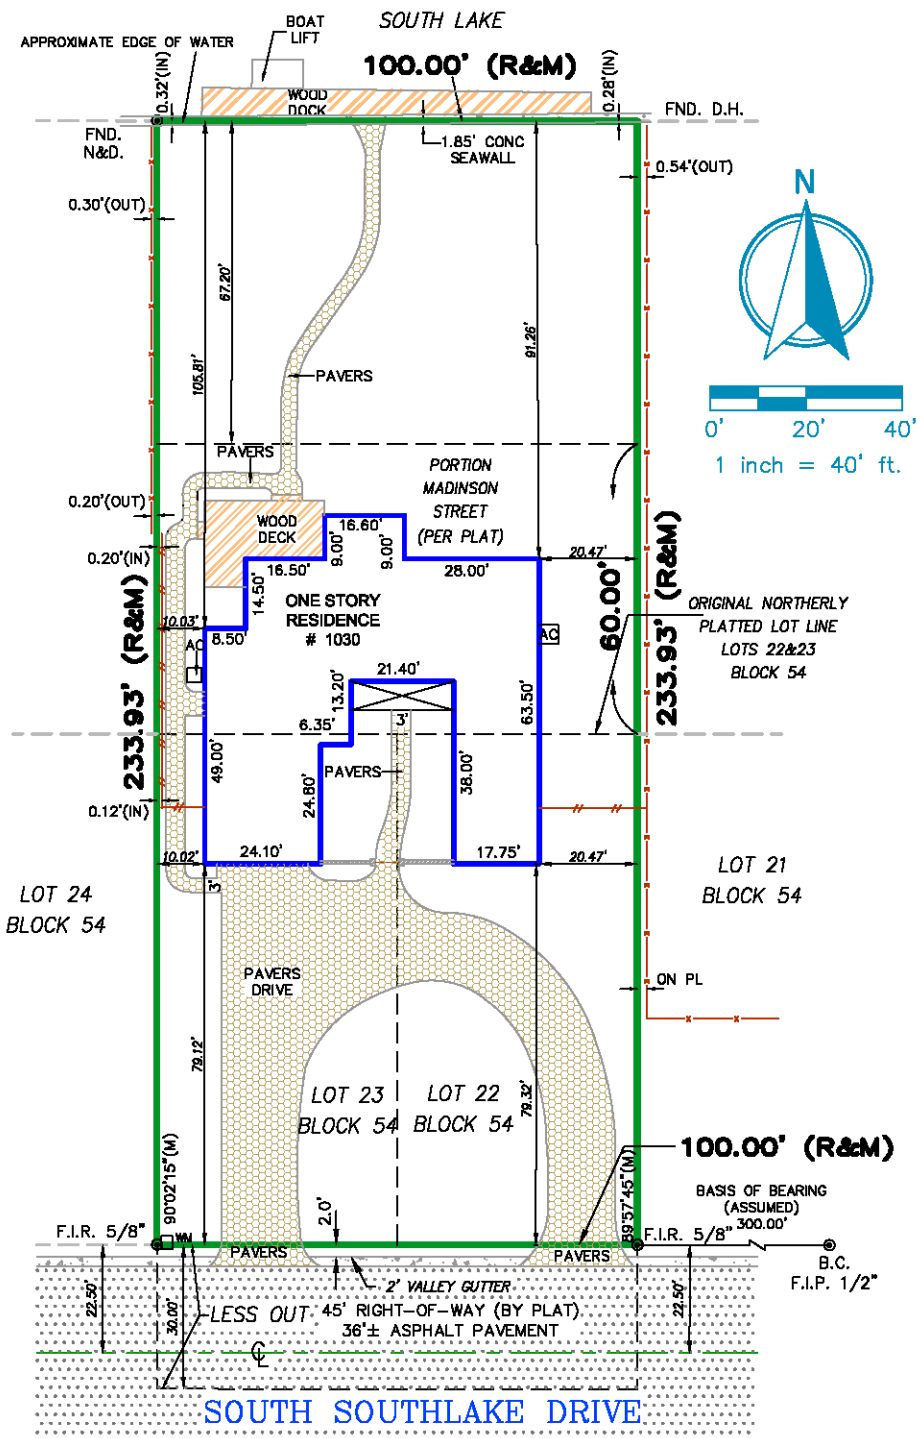 BOAT
LIFT
SOUTH LAKE
APPROXIMATE EDGE OF WATER
100.00' (R&M)
0.32'(IN)
0.28'(IN)
WOOD
DECK
FND. D.H.
FND.
N&D.
1.85' CONC
SEAWALL
0.54'(OUT)
N
0.30'(OUT)
67.20'
105.81'
91.26'
PAVERS
0' 20' 40'
1 inch = 40' ft.
PAVERS
PORTION
MADINSON
STREET
(PER PLAT)
0.20'(OUT)
WOOD
DECK
16.60'
9.00'
9.00'
0.20'(IN)
16.50'
28.00'
20.47'
14.50'
233.93' (R&M)
ONE STORY
RESIDENCE
# 1030
60.00'
233.93' (R&M)
ORIGINAL NORTHERLY
PLATTED LOT LINE
LOTS 22&23
BLOCK 54
10.03'
8.50'
AC
AC
21.40'
13.20'
63.50'
6.35'
3'
49.00'
PAVERS
24.80'
38.00'
0.12'(IN)
10.02'
24.10'
17.75'
20.47'
3'
LOT 24
BLOCK 54
LOT 21
BLOCK 54
PAVERS
DRIVE
ON PL
79.12'
79.32'
LOT 23
BLOCK 54
LOT 22
BLOCK 54
100.00' (R&M)
90°02'15"(M)
89°57'45"(M)
2.0'
BASIS OF BEARING
(ASSUMED)
300.00'
F.I.R. 5/8"
WM
PAVERS
PAVERS
F.I.R. 5/8"
B.C.
F.I.P. 1/2"
22.50'
30.00'
22.50'
2' VALLEY GUTTER
LESS OUT
45' RIGHT-OF-WAY (BY PLAT)
36'± ASPHALT PAVEMENT
CL
SOUTH SOUTHLAKE DRIVE